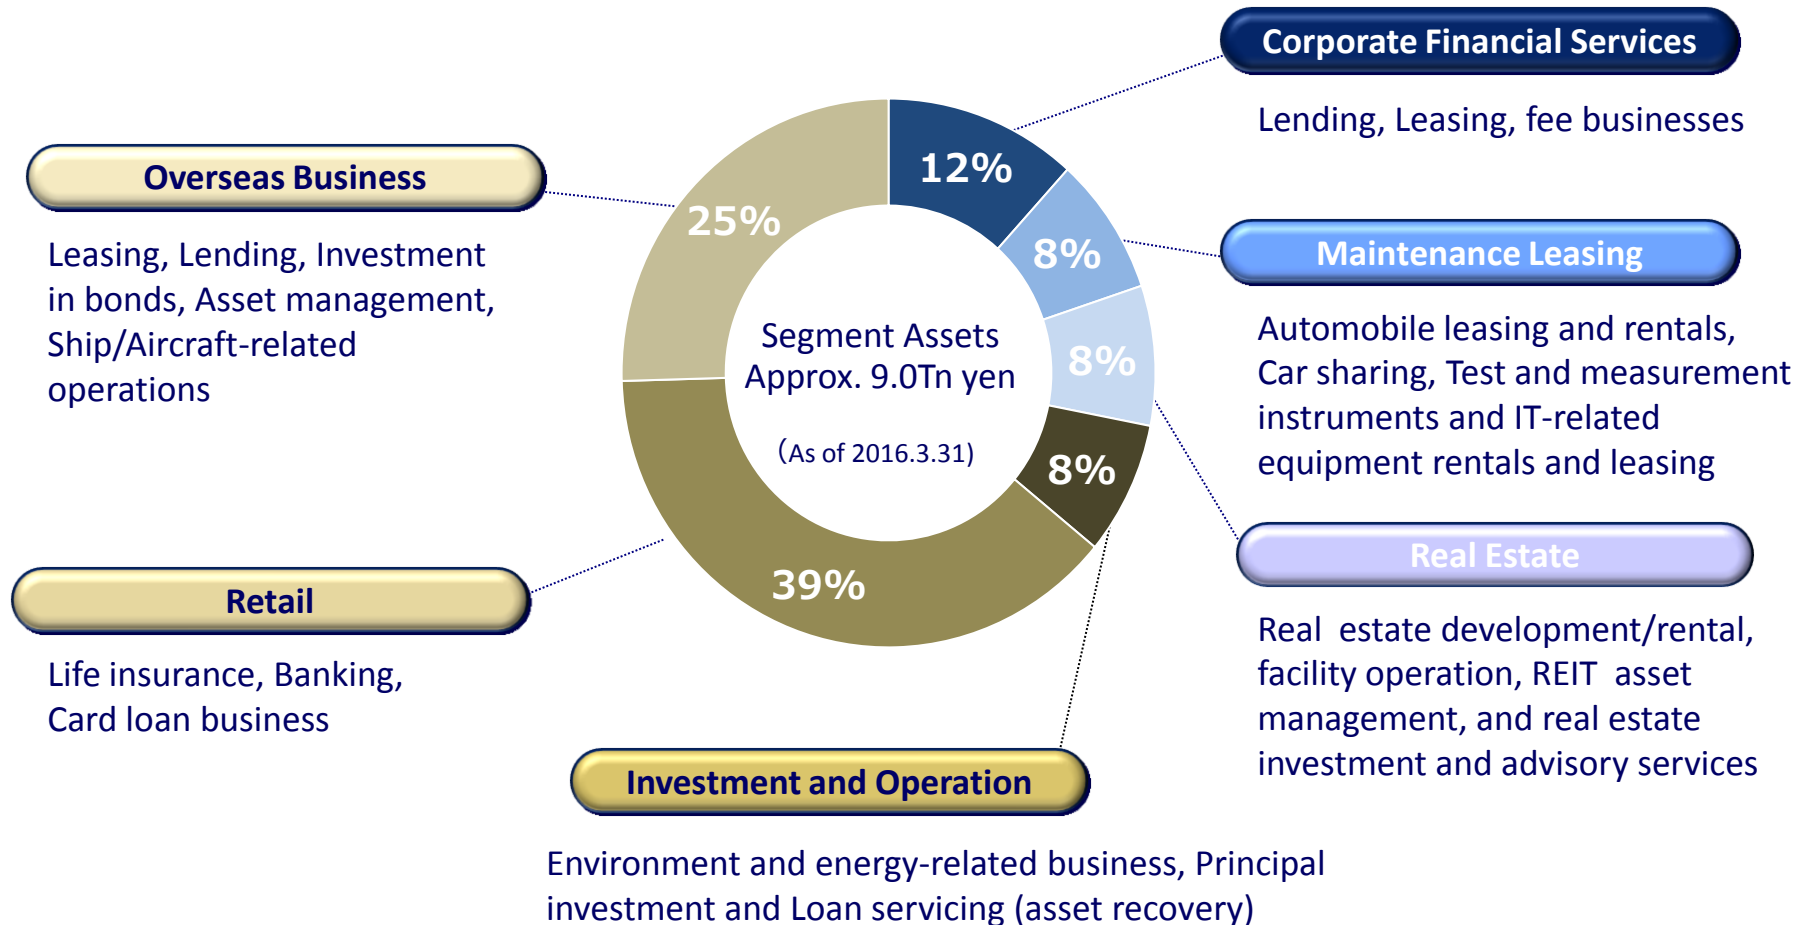 Corporate Financial Services
Lending, Leasing, fee businesses
12%
Overseas Business
25%
Leasing, Lending, Investment
in bonds, Asset management,
Ship/Aircraft-related
operations
8%
Maintenance Leasing
Automobile leasing and rentals,
Car sharing, Test and measurement
instruments and IT-related
equipment rentals and leasing
Segment Assets
Approx. 9.0Tn yen
(As of 2016.3.31)
8%
8%
Real Estate
Real estate development/rental,
facility operation, REIT asset
management, and real estate
investment and advisory services
39%
Retail
Life insurance, Banking,
Card loan business
Investment and Operation
Environment and energy-related business, Principal
investment and Loan servicing (asset recovery)